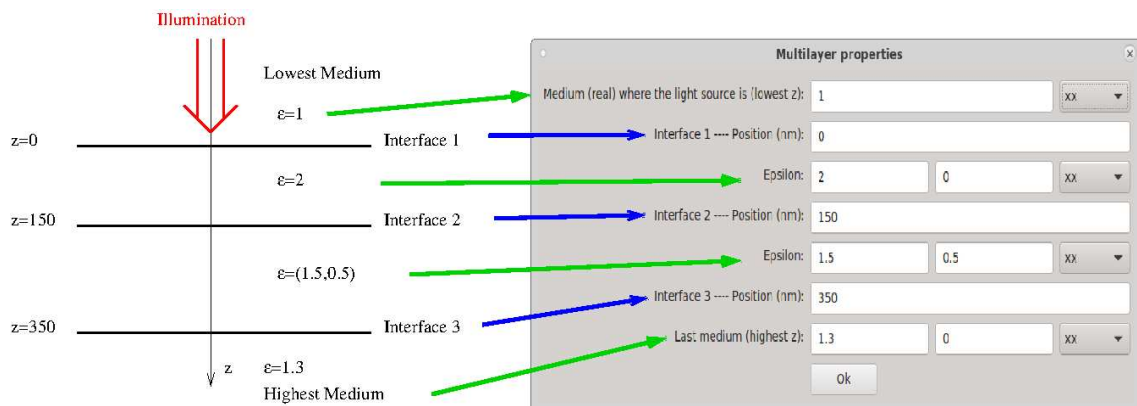 Illumination
Lowest Medium
ε=1
z=0
Interface 1
ε=2
z=150
Interface 2
ε=(1.5,0.5)
z=350
Interface 3
z
ε=1.3
Highest Medium
Multilayer properties
Medium (real) where the light source is (lowest z): 1 xx
Interface 1 ---- Position (nm): 0
Epsilon: 2 0 xx
Interface 2 ---- Position (nm): 150
Epsilon: 1.5 0.5 xx
Interface 3 ---- Position (nm): 350
Last medium (highest z): 1.3 0 xx
Ok